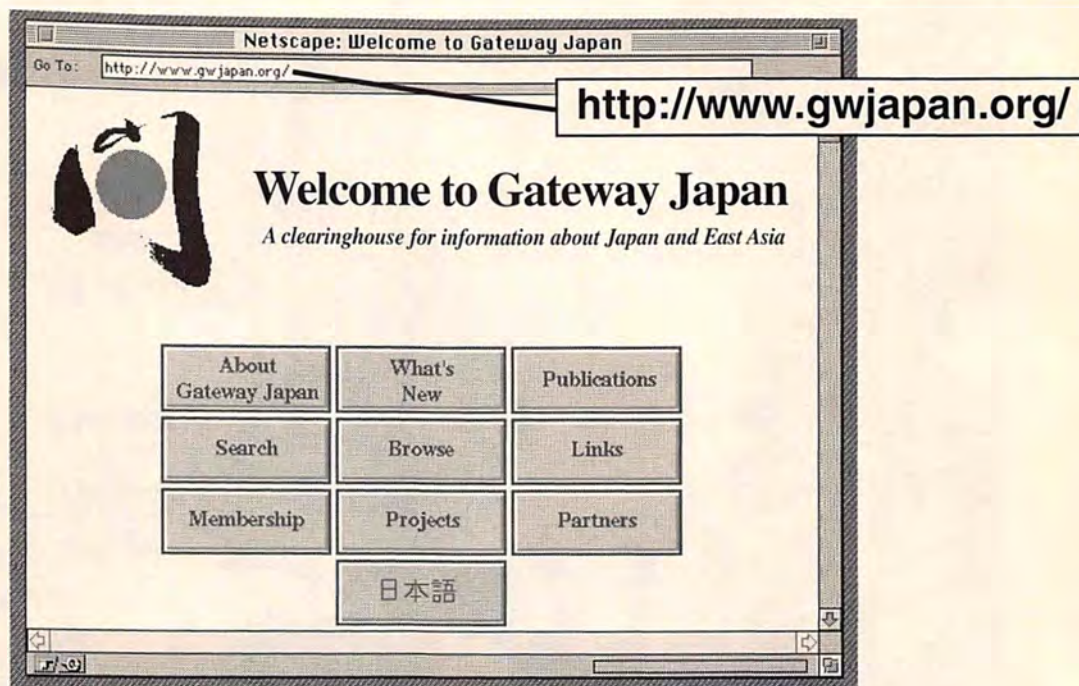 Netscape: Welcome to Gateway Japan
Go To: http://www.gwjapan.org/
http://www.gwjapan.org/
Welcome to Gateway Japan
A clearinghouse for information about Japan and East Asia
About
Gateway Japan
What's
New
Publications
Search
Browse
Links
Membership
Projects
Partners
日本語